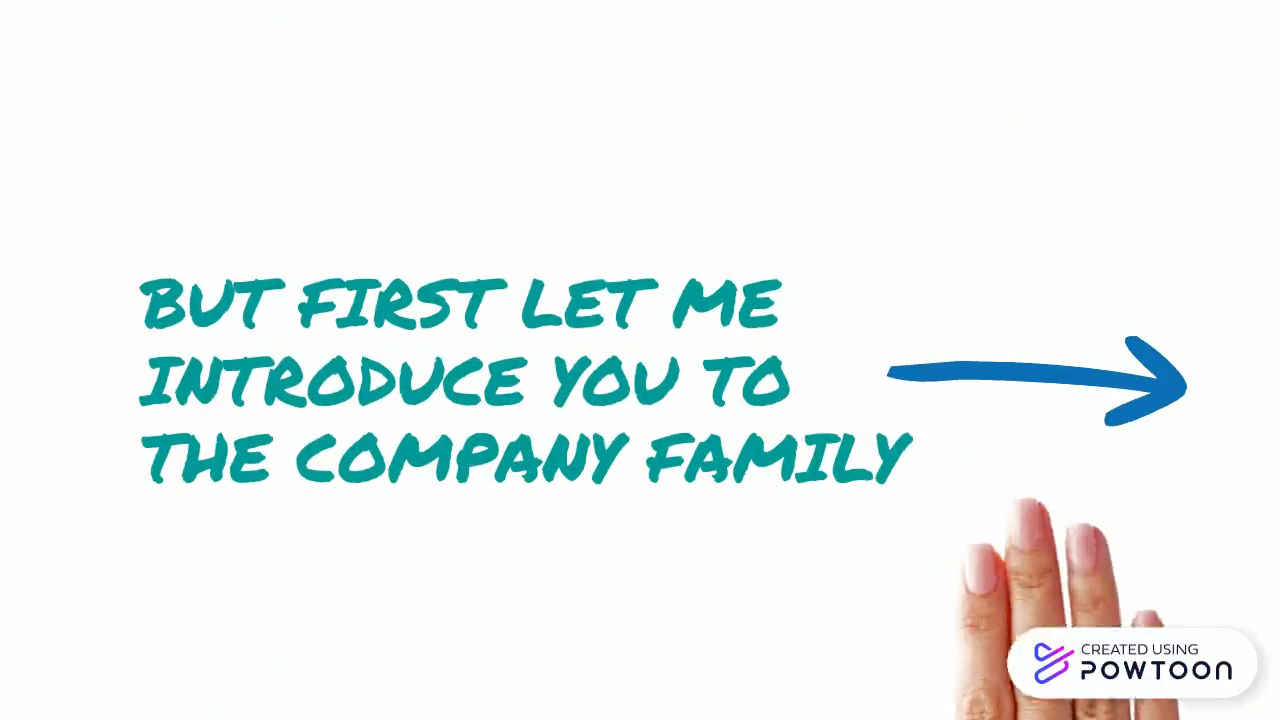 BUT FIRST LET ME
INTRODUCE YOU TO
THE COMPANY FAMILY
CREATED USING
POWTOON